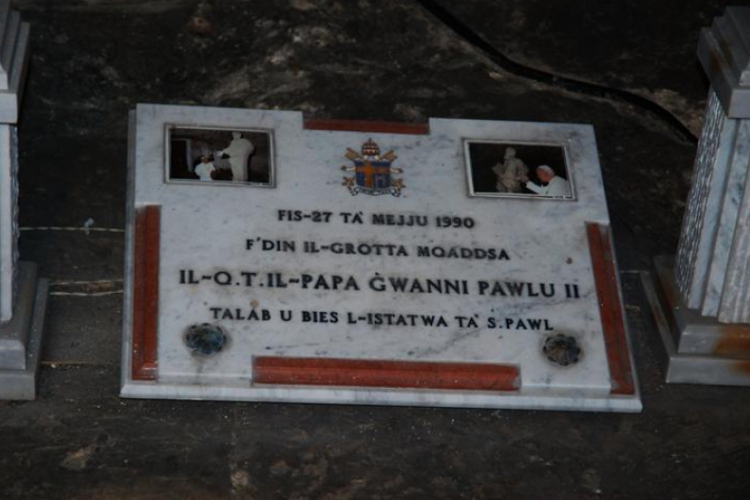 FIS-27 TA' MEJJU 1990
F'DIN IL-GROTTA MQADDSA
IL-Q.T.IL-PAPA ĠWANNI PAWLU II
TALAB U BIES L-ISTATWA TA' S. PAWL